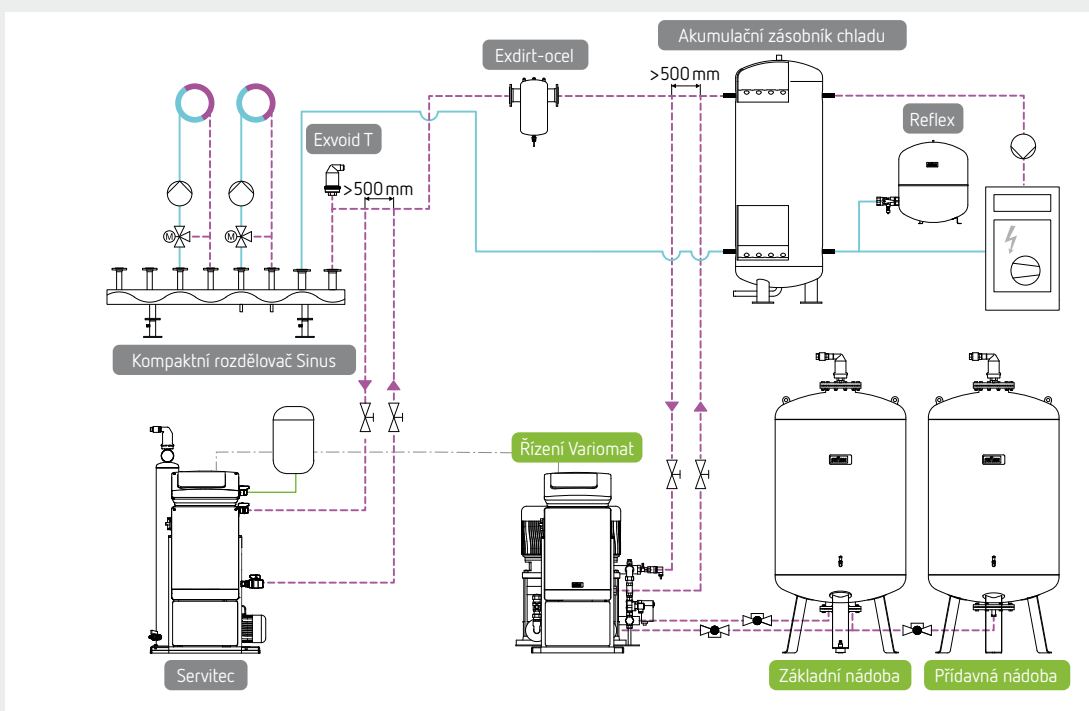 Akumulační zásobník chladu
Exdirt-ocel
>500 mm
Reflex
Exvoid T
>500 mm
M
M
Kompaktní rozdělovač Sinus
Řízení Variomat
Servitec
Základní nádoba
Přídavná nádoba